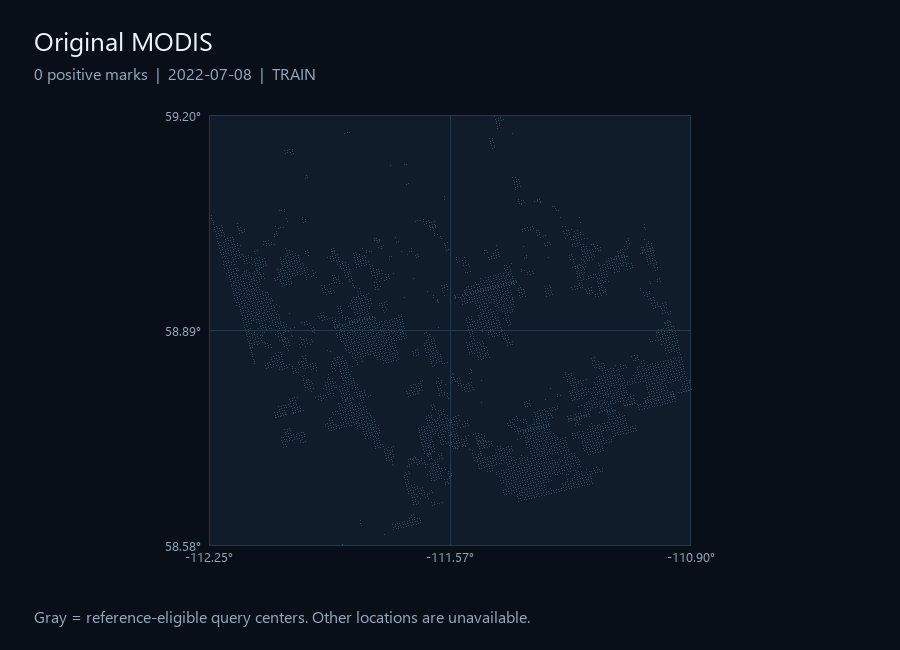 Original MODIS
0 positive marks | 2022-07-08 | TRAIN
59.20°
58.89°
58.58°
-112.25°
-111.57°
-110.90°
Gray = reference-eligible query centers. Other locations are unavailable.